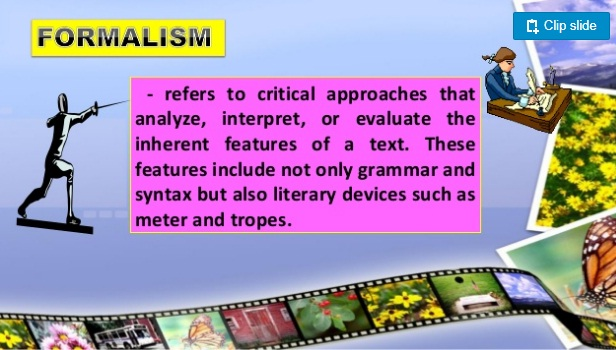 Clip slide
FORMALISM
- refers to critical approaches that
analyze, interpret, or evaluate the
inherent features of a text. These
features include not only grammar and
syntax but also literary devices such as
meter and tropes.